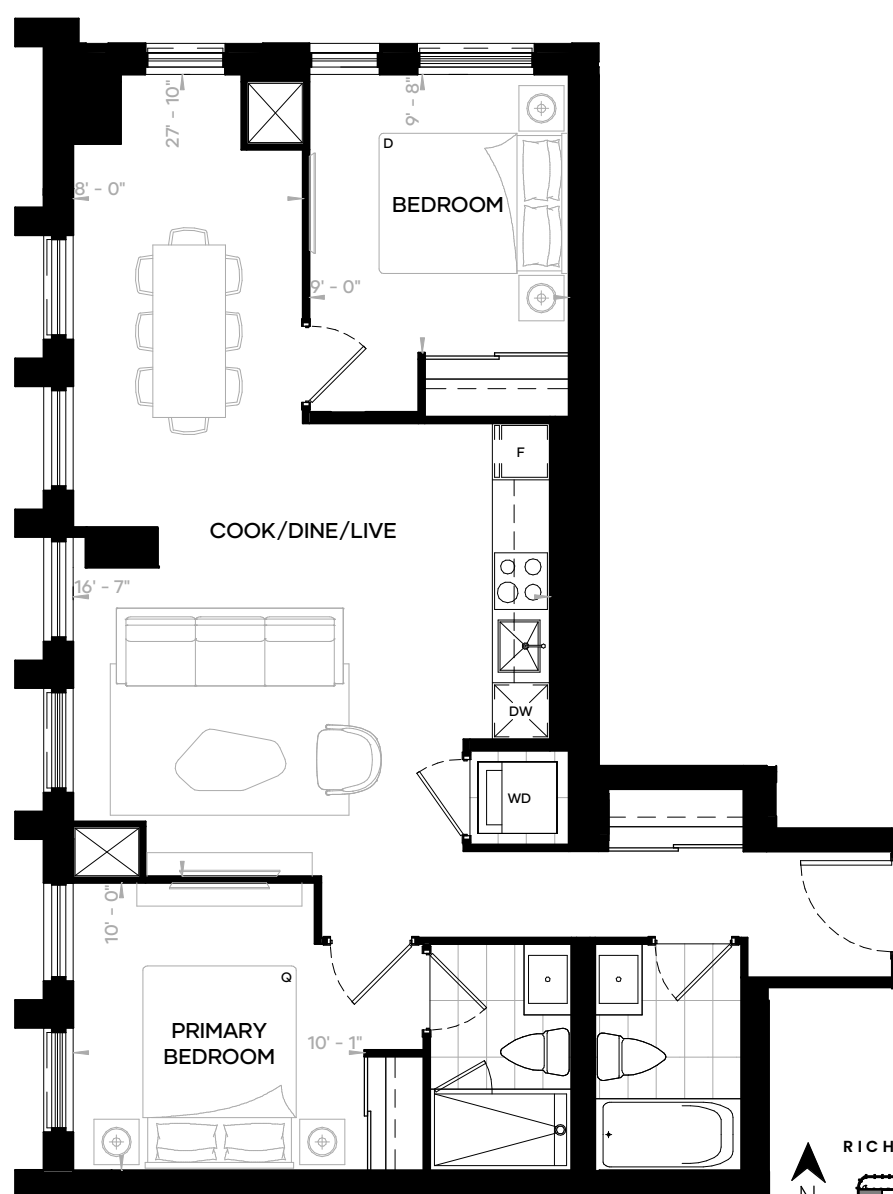 27' - 10"
9' - 8"
D
8' - 0"
BEDROOM
9' - 0"
F
COOK/DINE/LIVE
16' - 7"
DW
WD
10' - 0"
Q
PRIMARY
BEDROOM
10' - 1"
RICH
N